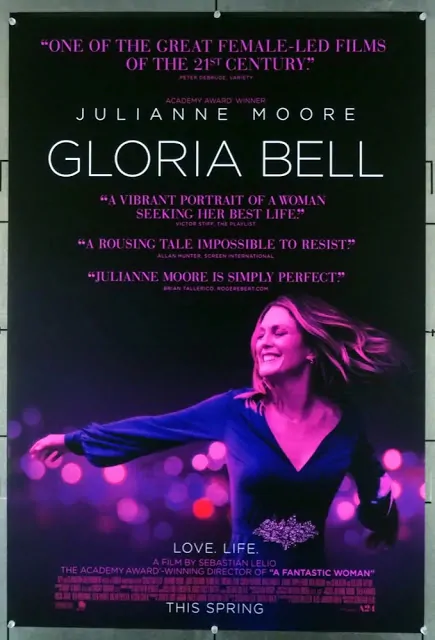 “ONE OF THE GREAT FEMALE-LED FILMS
OF THE 21ST CENTURY.”
PETER DEBRUGE, VARIETY
ACADEMY AWARD® WINNER
JULIANNE MOORE
GLORIA BELL
“A VIBRANT PORTRAIT OF A WOMAN
SEEKING HER BEST LIFE.”
VICTOR STIFF, THE PLAYLIST
“A ROUSING TALE IMPOSSIBLE TO RESIST.”
ALLAN HUNTER, SCREEN INTERNATIONAL
“JULIANNE MOORE IS SIMPLY PERFECT.”
BRIAN TALLERICO, ROGEREBERT.COM
LOVE. LIFE.
A FILM BY SEBASTIÁN LELIO
THE ACADEMY AWARD®-WINNING DIRECTOR OF “A FANTASTIC WOMAN”
A24
THIS SPRING